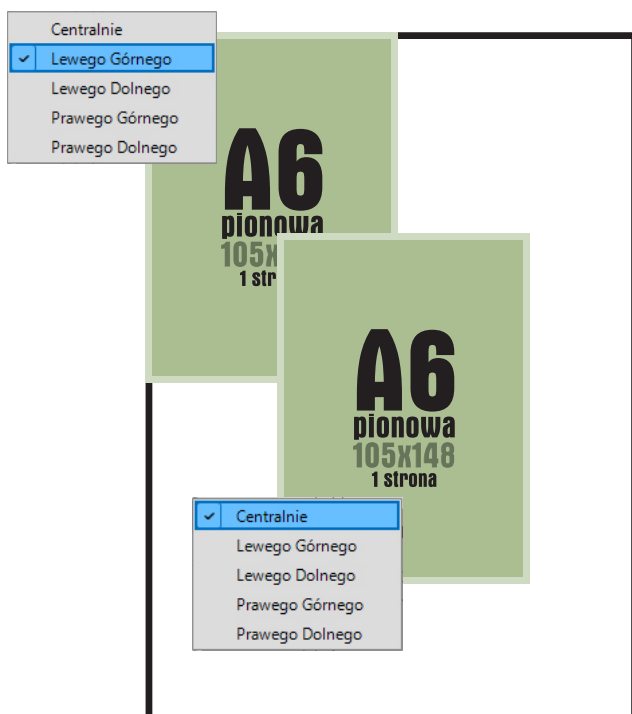 Centralnie
Lewego Górnego
Lewego Dolnego
Prawego Górnego
Prawego Dolnego
A6
pionowa
105x
1 str
A6
pionowa
105x148
1 strona
Centralnie
Lewego Górnego
Lewego Dolnego
Prawego Górnego
Prawego Dolnego